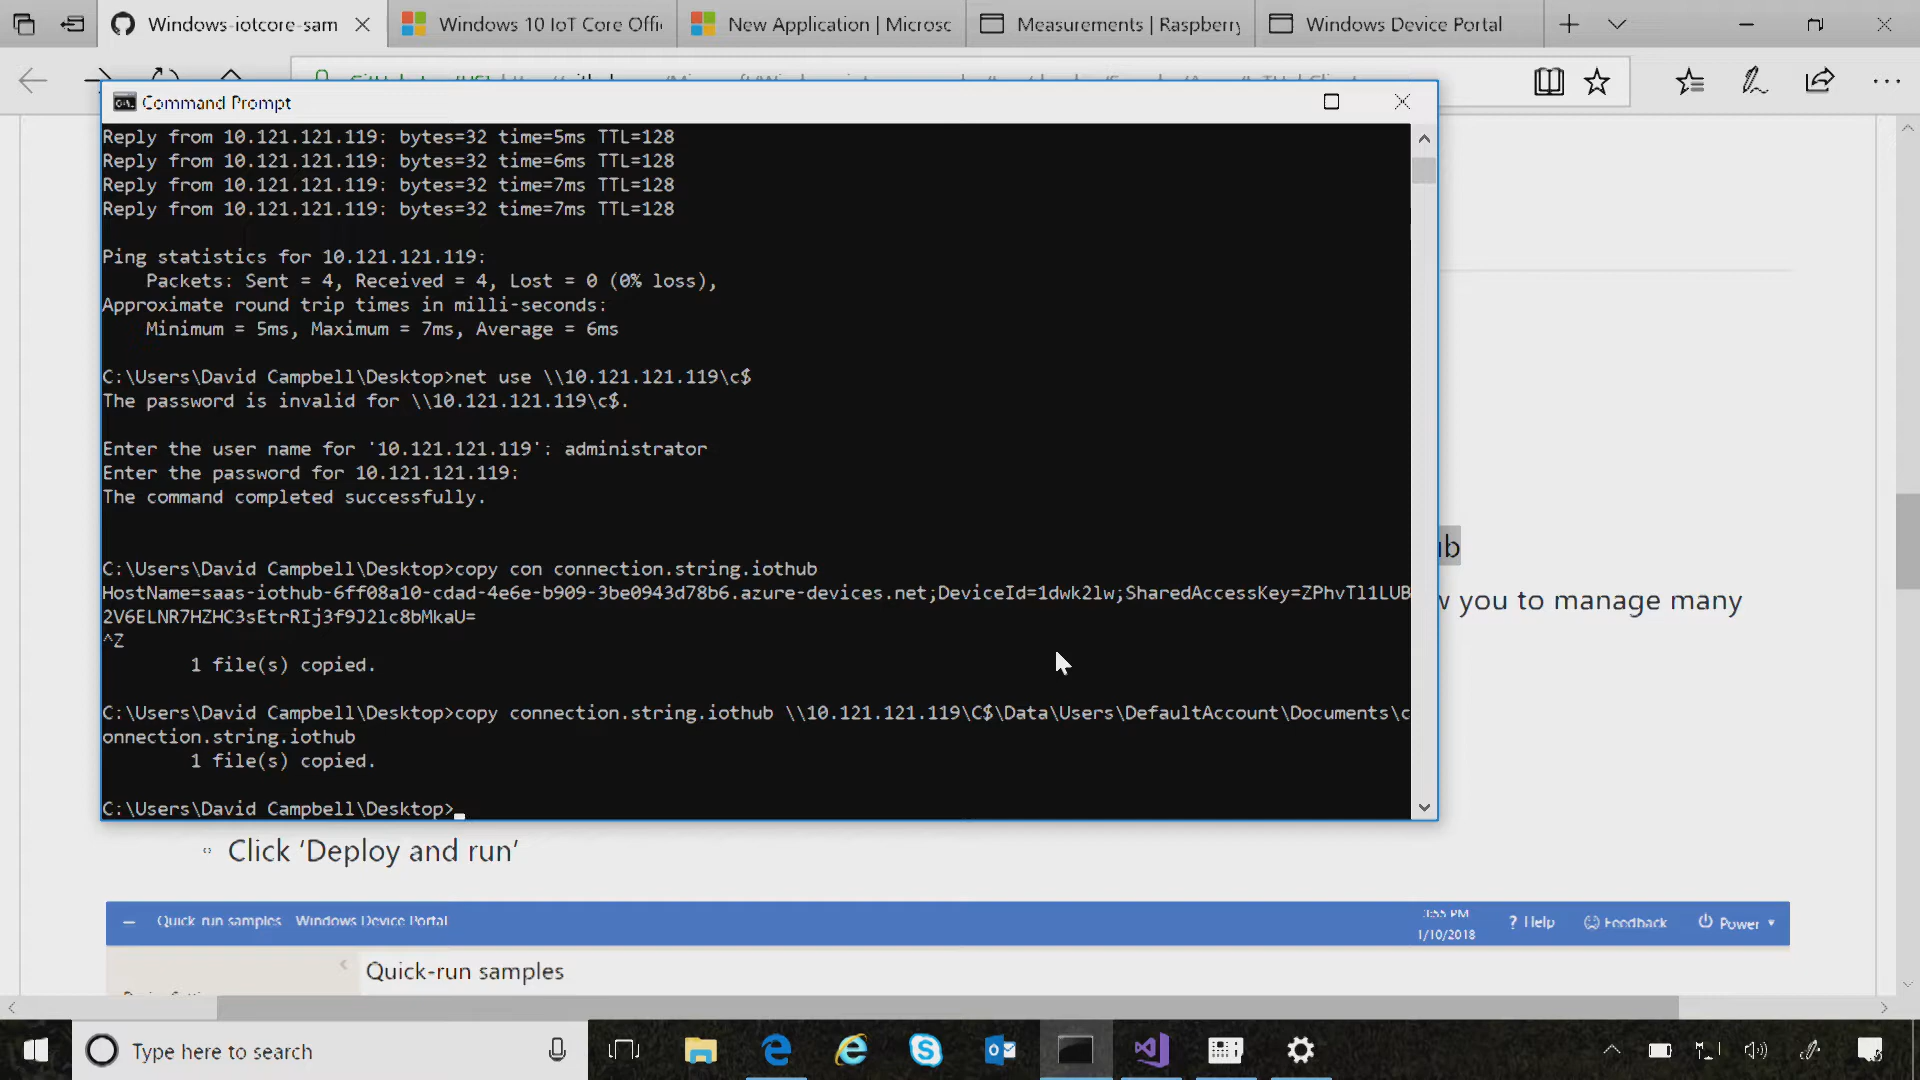 Windows-iotcore-sam
Windows 10 IoT Core Offi
New Application | Microsc
Measurements | Raspberry
Windows Device Portal
Command Prompt
Reply from 10.121.121.119: bytes=32 time=5ms TTL=128
Reply from 10.121.121.119: bytes=32 time=6ms TTL=128
Reply from 10.121.121.119: bytes=32 time=7ms TTL=128
Reply from 10.121.121.119: bytes=32 time=7ms TTL=128
Ping statistics for 10.121.121.119:
Packets: Sent = 4, Received = 4, Lost = 0 (0% loss),
Approximate round trip times in milli-seconds:
Minimum = 5ms, Maximum = 7ms, Average = 6ms
C:\Users\David Campbell\Desktop>net use \\10.121.121.119\c$
The password is invalid for \\10.121.121.119\c$.
Enter the user name for '10.121.121.119': administrator
Enter the password for 10.121.121.119:
The command completed successfully.
C:\Users\David Campbell\Desktop>copy con connection.string.iothub
HostName=saas-iothub-6ff08a10-cdad-4e6e-b909-3be0943d78b6.azure-devices.net;DeviceId=1dwk2lw;SharedAccessKey=ZPhvTl1LUB
2V6ELNR7HZHC3sEtrRIj3f9J2lc8bMkaU=
^Z
1 file(s) copied.
C:\Users\David Campbell\Desktop>copy connection.string.iothub \\10.121.121.119\C$\Data\Users\DefaultAccount\Documents\c
onnection.string.iothub
1 file(s) copied.
C:\Users\David Campbell\Desktop>
ub
w you to manage many
Click ‘Deploy and run’
Quick run samples Windows Device Portal
3:55 PM
1/10/2018
? Help
Feedback
Power
Quick-run samples
Type here to search